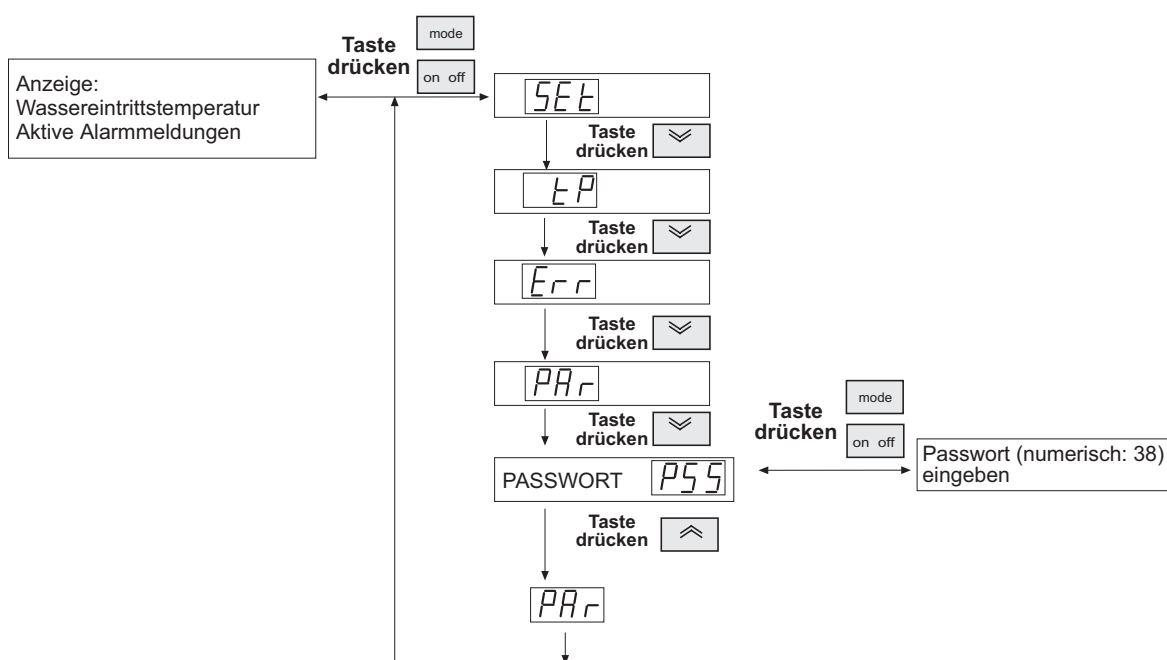 Taste
drücken
mode
on off
Anzeige:
Wassereintrittstemperatur
Aktive Alarmmeldungen
SEt
Taste
drücken
tP
Taste
drücken
Err
Taste
drücken
PAr
Taste
drücken
Taste
drücken
mode
on off
PASSWORT PSS
Passwort (numerisch: 38)
eingeben
Taste
drücken
PAr